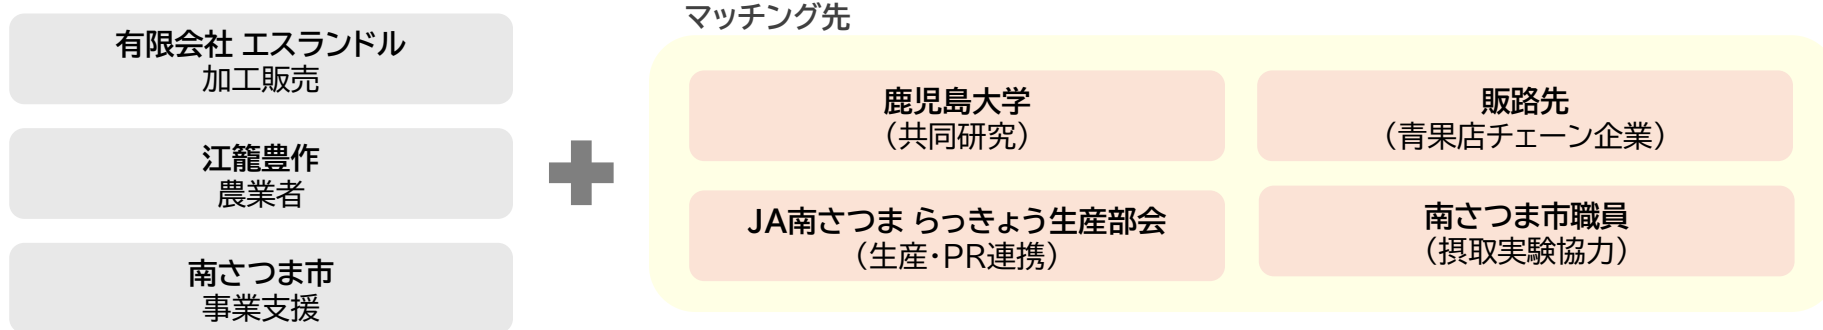 有限会社 エスランドル
加工販売
江籠豊作
農業者
南さつま市
事業支援
マッチング先
鹿児島大学
（共同研究）
販路先
（青果店チェーン企業）
JA南さつま らっきょう生産部会
（生産・PR連携）
南さつま市職員
（摂取実験協力）